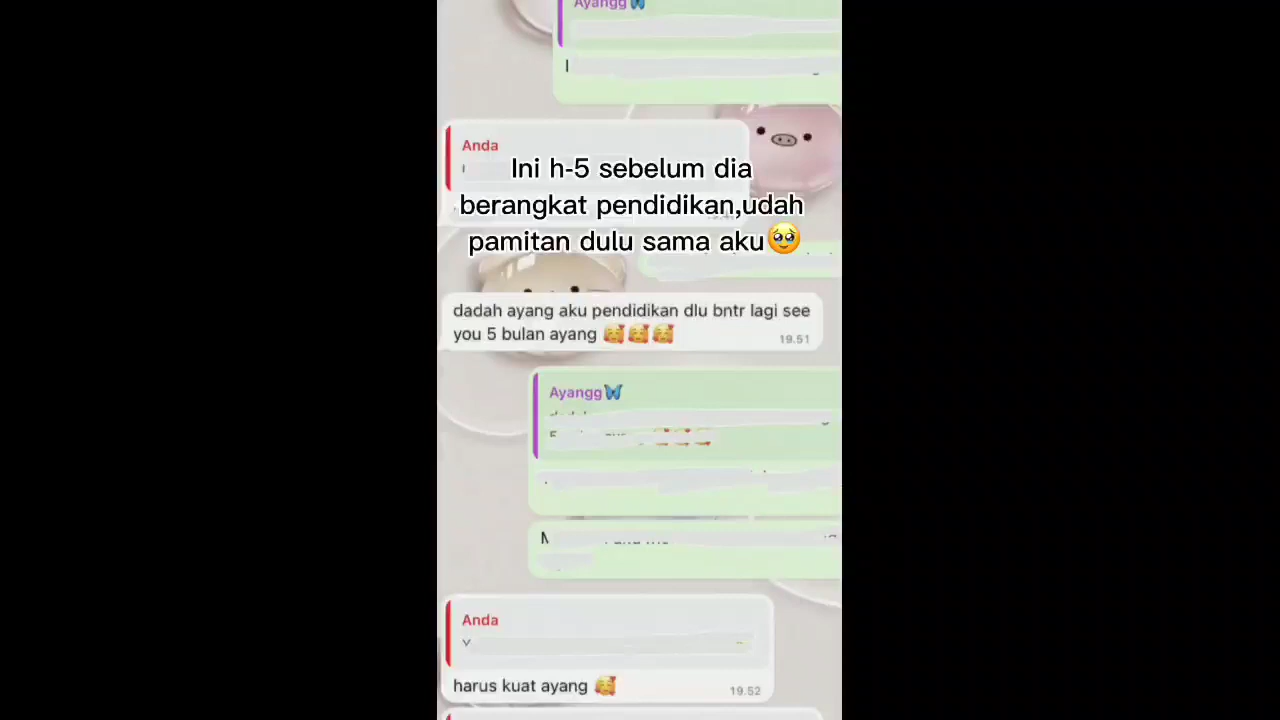 Ayangg🦋
Anda
Ini h-5 sebelum dia
berangkat pendidikan,udah
pamitan dulu sama aku🥹
dadah ayang aku pendidikan dlu bntr lagi see
you 5 bulan ayang 🥰🥰🥰
19.51
Ayangg🦋
Anda
harus kuat ayang 🥰
19.52